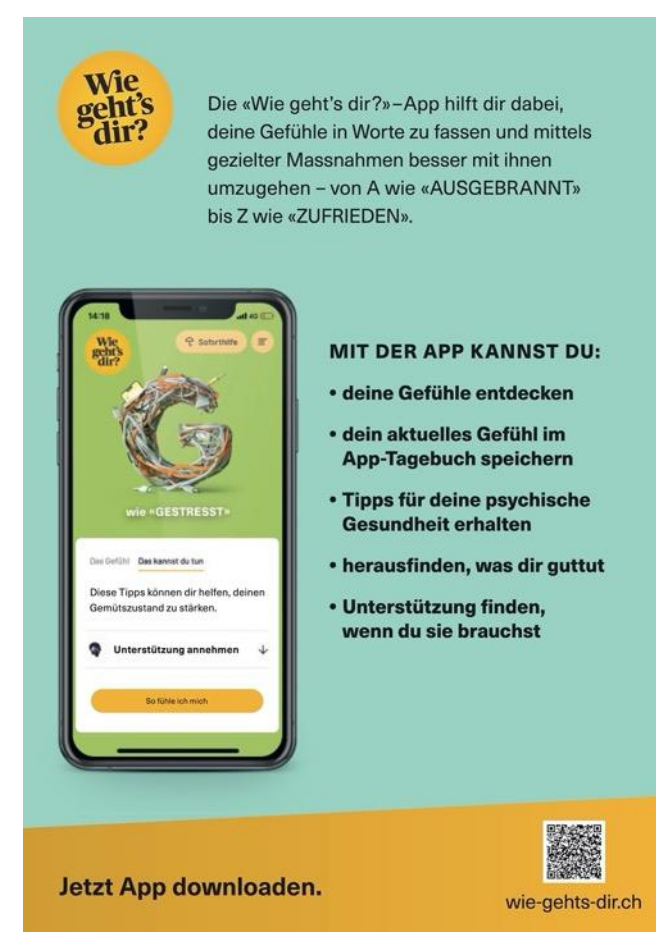 Wie
geht's
dir?
Die «Wie geht's dir?»–App hilft dir dabei,
deine Gefühle in Worte zu fassen und mittels
gezielter Massnahmen besser mit ihnen
umzugehen – von A wie «AUSGEBRANNT»
bis Z wie «ZUFRIEDEN».
14:18
4G
Wie
geht's
dir?
Soforthilfe
G
wie «GESTRESST»
Das Gefühl Das kannst du tun
Diese Tipps können dir helfen, deinen
Gemütszustand zu stärken.
Unterstützung annehmen
So fühle ich mich
MIT DER APP KANNST DU:
• deine Gefühle entdecken
• dein aktuelles Gefühl im
App-Tagebuch speichern
• Tipps für deine psychische
Gesundheit erhalten
• herausfinden, was dir guttut
• Unterstützung finden,
wenn du sie brauchst
Jetzt App downloaden.
wie-gehts-dir.ch